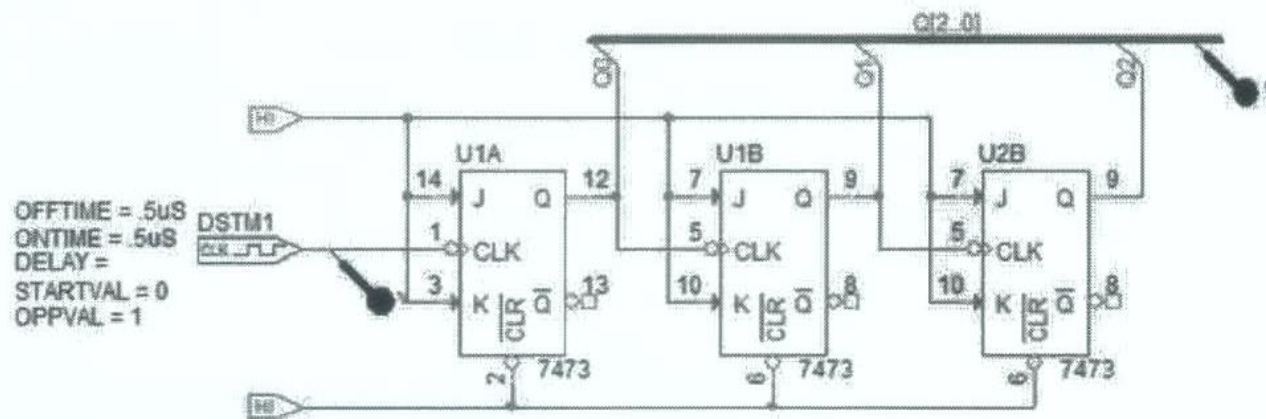 Q[2..0]
Q0
Q1
Q2
HI
U1A
U1B
U2B
14
J
Q
12
7
J
Q
9
7
J
Q
9
OFFTIME = .5uS
ONTIME = .5uS
DELAY =
STARTVAL = 0
OPPVAL = 1
DSTM1
CLK
1
CLK
5
CLK
5
CLK
3
K
CLR
Q
13
10
K
CLR
Q
8
10
K
CLR
Q
8
2
7473
6
7473
6
7473
HI